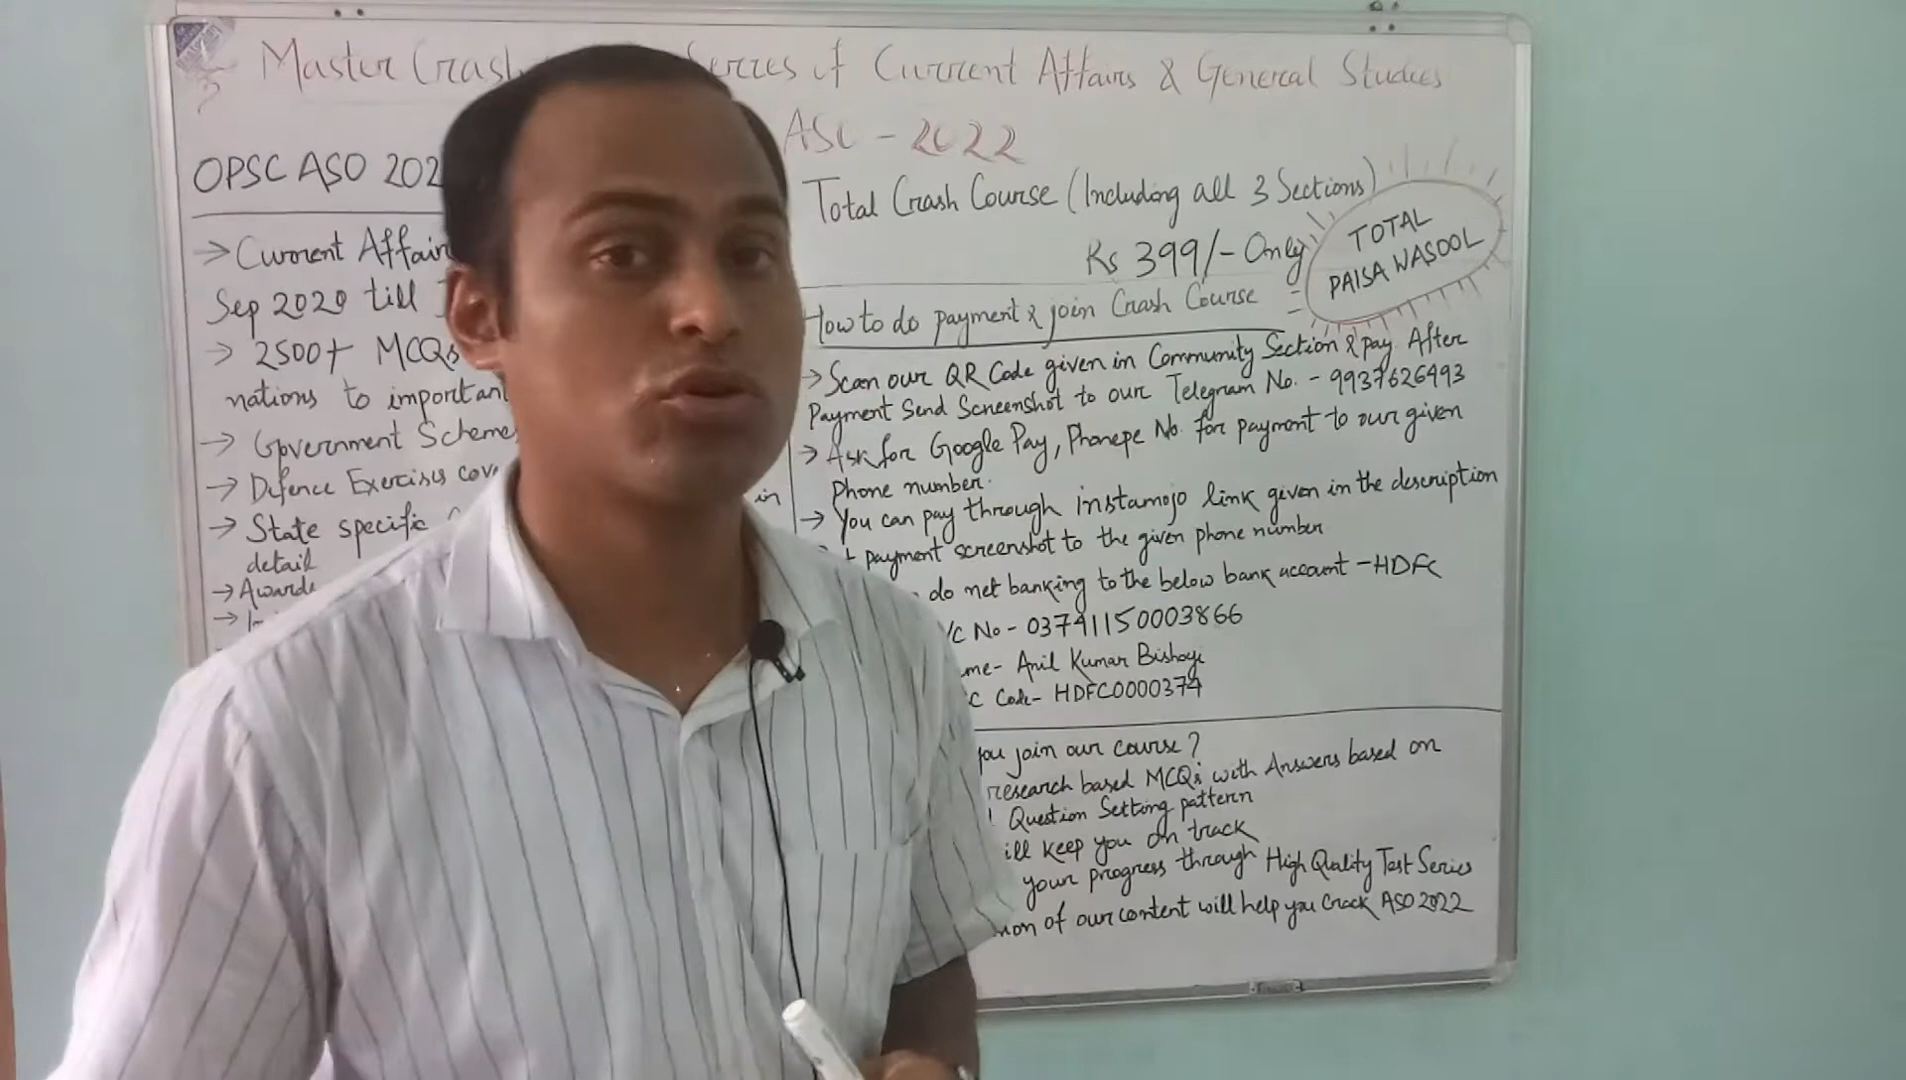 Master Crash Series of Current Affairs & General Studies
ASO - 2022
OPSC ASO 202
→ Current Affair
Sep 2020 till
→ 2500+ MCQs
nations to important
→ Government Scheme
→ Defence Exercises cov
→ State specific
detail
→ Awards
in
Total Crash Course (Including all 3 Sections)
Rs 399/- Only
TOTAL
PAISA WASOOL
How to do payment & join Crash Course
→ Scan our QR Code given in Community Section & pay. After
Payment Send Screenshot to our Telegram No. - 9937626493
→ Ask for Google Pay, Phonepe No. for payment to our given
Phone number.
→ You can pay through instamojo link given in the description
payment screenshot to the given phone number
do net banking to the below bank account - HDFC
/C No - 03741150003866
me - Anil Kumar Bishoyi
C Code - HDFC0000374
you join our course ?
research based MCQs with Answers based on
Question Setting pattern
ill keep you on track
your progress through High Quality Test Series
ion of our content will help you crack ASO 2022